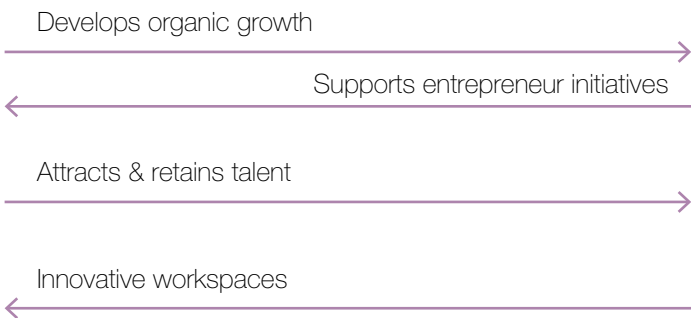 Develops organic growth
Supports entrepreneur initiatives
Attracts & retains talent
Innovative workspaces